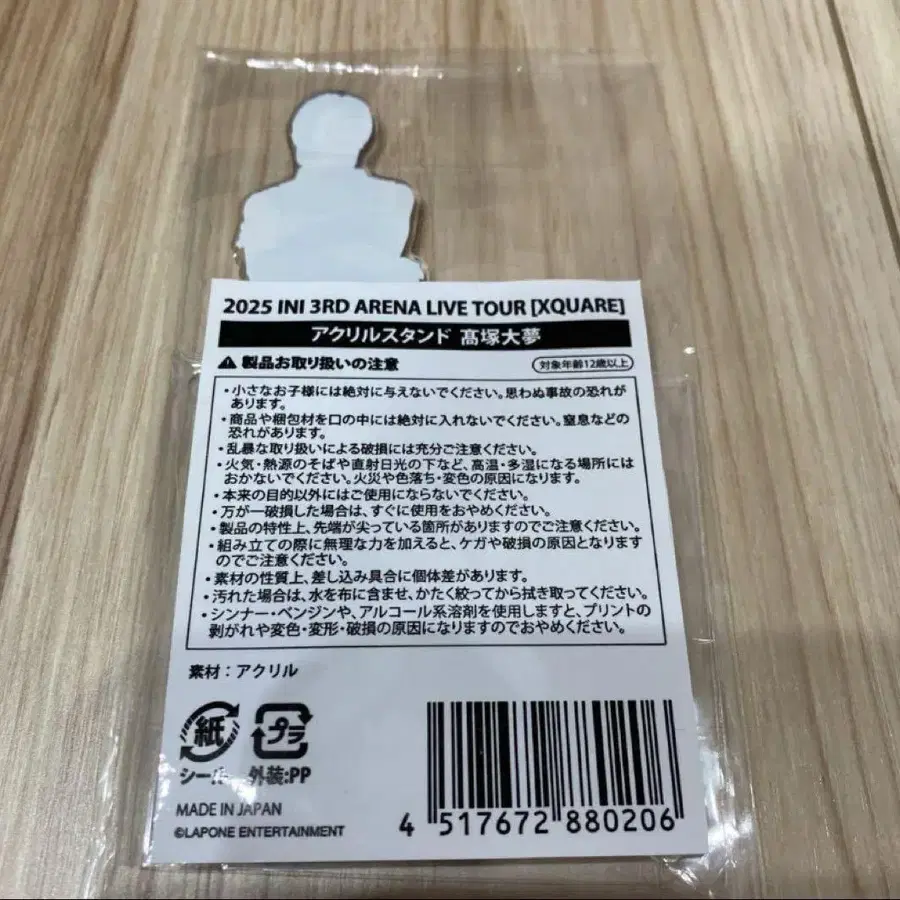 2025 INI 3RD ARENA LIVE TOUR [XQUARE]
アクリルスタンド 髙塚大夢
製品お取り扱いの注意
対象年齢12歳以上
・小さなお子様には絶対に与えないでください。思わぬ事故の恐れが
あります。
・商品や梱包材を口の中には絶対に入れないでください。窒息などの
恐れがあります。
・乱暴な取り扱いによる破損には充分ご注意ください。
・火気・熱源のそばや直射日光の下など、高温・多湿になる場所には
おかないでください。火災や色落ち・変色の原因になります。
・本来の目的以外にはご使用にならないでください。
・万が一破損した場合は、すぐに使用をおやめください。
・製品の特性上、先端が尖っている箇所がありますのでご注意ください。
・組み立ての際に無理な力を加えると、ケガや破損の原因となります
のでご注意ください。
・素材の性質上、差し込み具合に個体差があります。
・汚れた場合は、水を布に含ませ、かたく絞ってから拭き取ってください。
・シンナー・ベンジンや、アルコール系溶剤を使用しますと、プリントの
剥がれや変色・変形・破損の原因になりますのでおやめください。
素材：アクリル
紙 プラ
シール 外装:PP
MADE IN JAPAN
©LAPONE ENTERTAINMENT
4 517672 880206